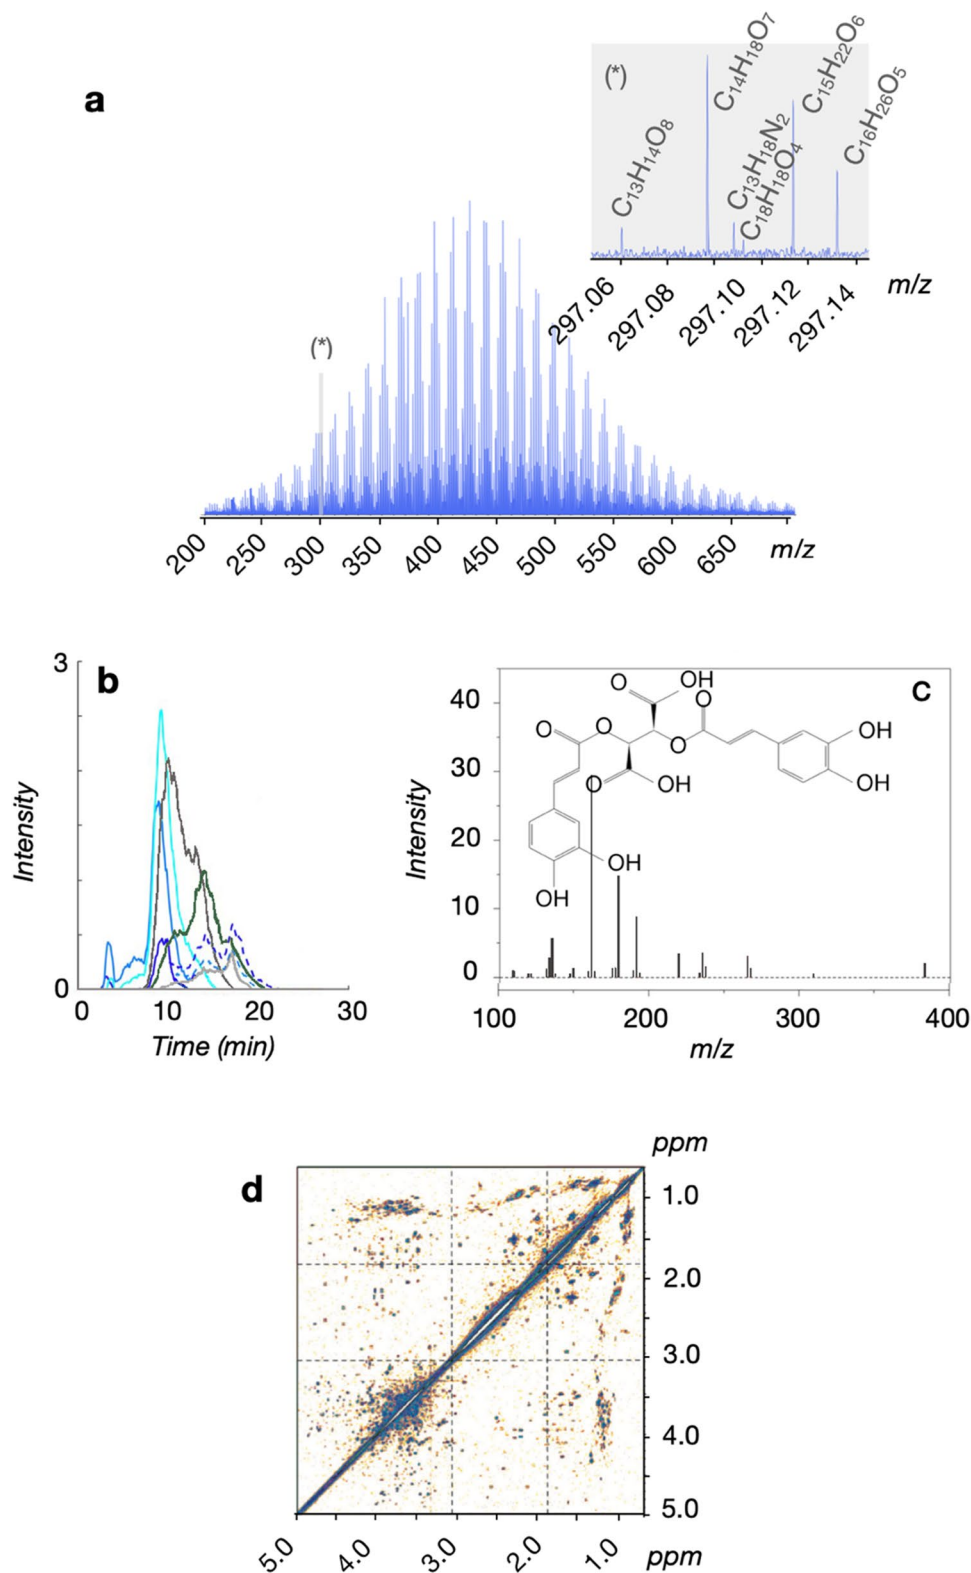 a
(*)
C13H14O8
C14H18O7
C13H18N2
C18H18O4
C15H22O6
C16H26O5
297.06
297.08
297.10
297.12
297.14
m/z
(*)
200
250
300
350
400
450
500
550
600
650
m/z
b
3
0
Intensity
0
10
20
30
Time (min)
c
40
30
20
10
0
Intensity
O
OH
O
O
O
O
OH
OH
O
OH
OH
OH
100
200
300
400
m/z
d
ppm
1.0
2.0
3.0
4.0
5.0
5.0
4.0
3.0
2.0
1.0
ppm